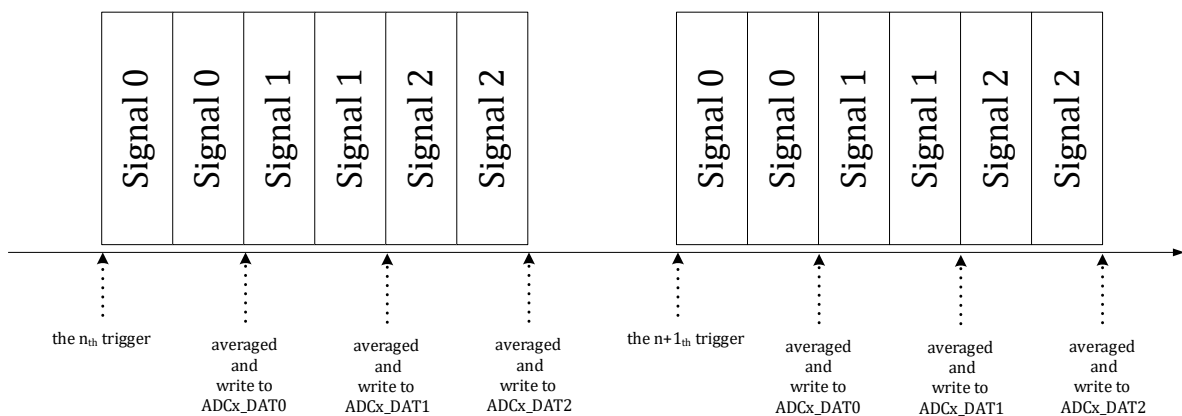 Signal 0
Signal 0
Signal 1
Signal 1
Signal 2
Signal 2
Signal 0
Signal 0
Signal 1
Signal 1
Signal 2
Signal 2
the nth trigger
averaged
and
write to
ADCx_DAT0
averaged
and
write to
ADCx_DAT1
averaged
and
write to
ADCx_DAT2
the n+1th trigger
averaged
and
write to
ADCx_DAT0
averaged
and
write to
ADCx_DAT1
averaged
and
write to
ADCx_DAT2